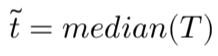 t̃ = median(T)